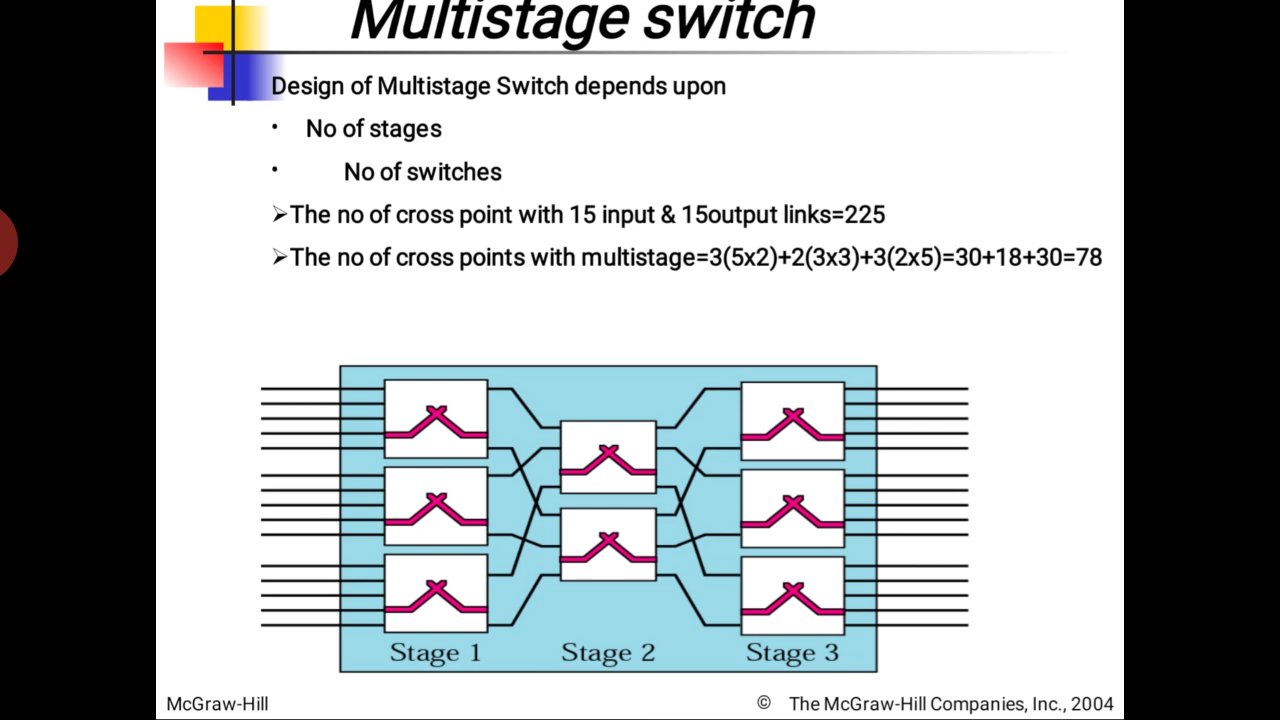 Multistage switch
Design of Multistage Switch depends upon
• No of stages
• No of switches
➢The no of cross point with 15 input & 15output links=225
➢The no of cross points with multistage=3(5x2)+2(3x3)+3(2x5)=30+18+30=78
Stage 1 Stage 2 Stage 3
McGraw-Hill © The McGraw-Hill Companies, Inc., 2004